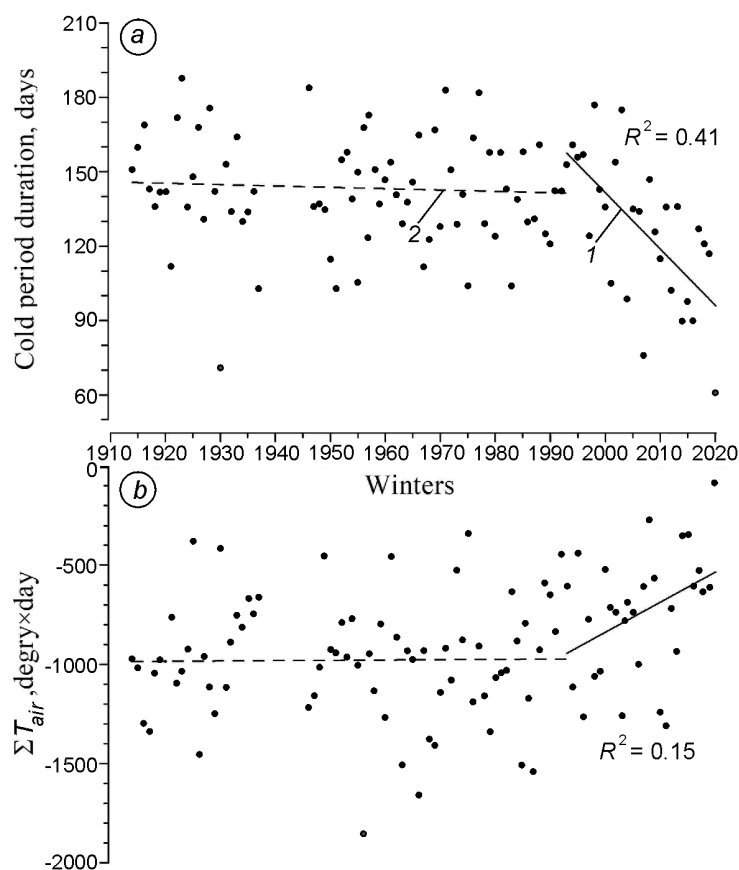 a
210
180
150
120
90
60
Cold period duration, days
R² = 0.41
2
1
1910 1920 1930 1940 1950 1960 1970 1980 1990 2000 2010 2020
Winters
b
0
-500
-1000
-1500
-2000
ΣTair ,degry×day
R² = 0.15